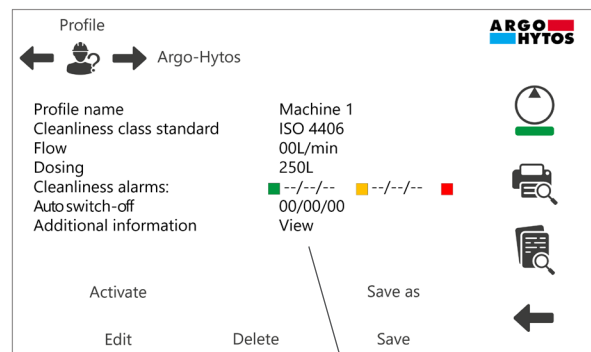 Profile
ARGO
HYTOS
Argo-Hytos
?
Profile name Machine 1
Cleanliness class standard ISO 4406
Flow 00L/min
Dosing 250L
Cleanliness alarms: --/--/-- --/--/--
Auto switch-off 00/00/00
Additional information View
Activate Save as
Edit Delete Save